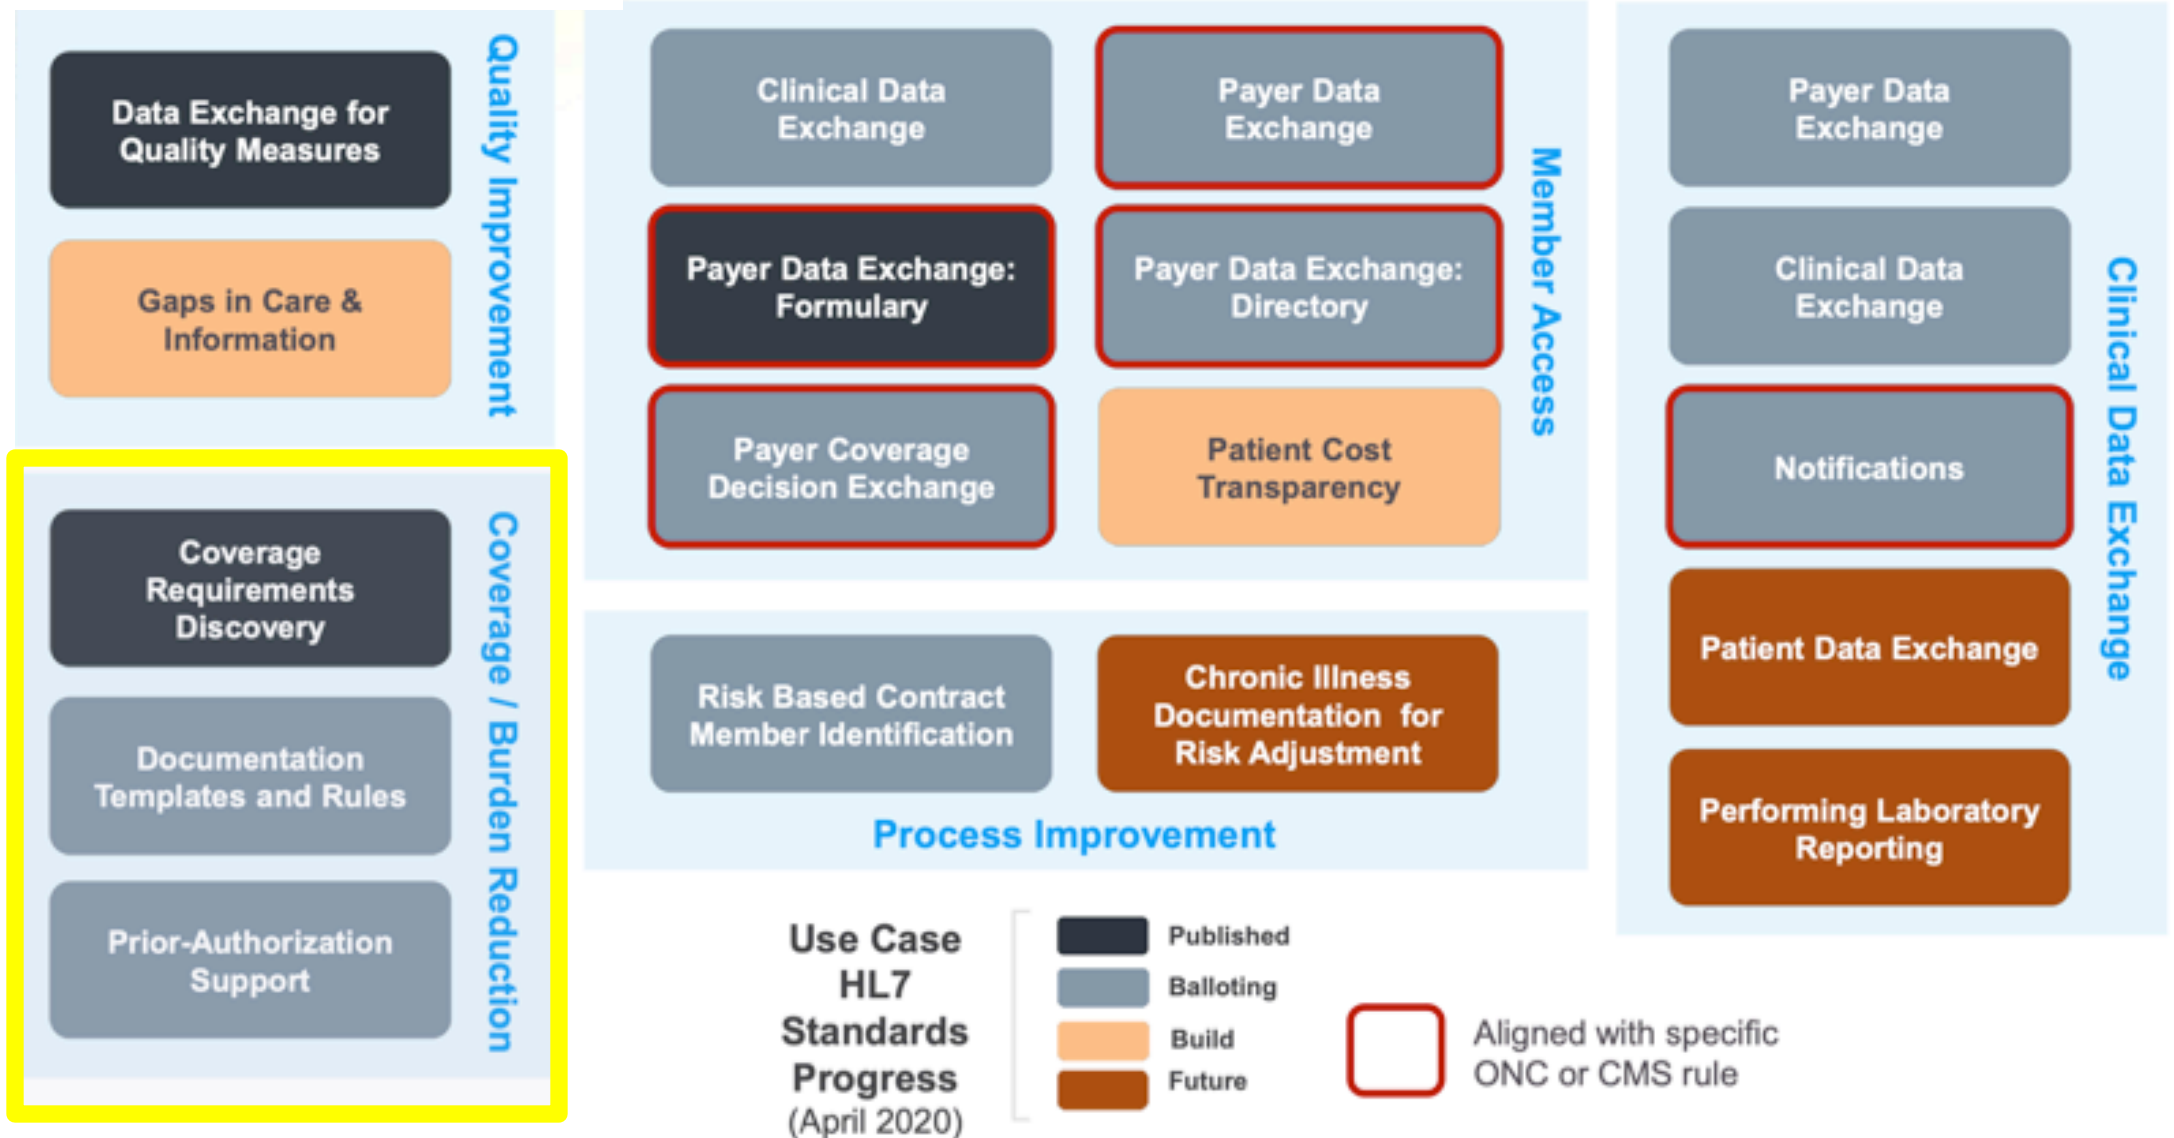 Data Exchange for
Quality Measures
Gaps in Care &
Information
Quality Improvement
Coverage
Requirements
Discovery
Documentation
Templates and Rules
Prior-Authorization
Support
Coverage / Burden Reduction
Clinical Data
Exchange
Payer Data
Exchange
Payer Data Exchange:
Formulary
Payer Data Exchange:
Directory
Payer Coverage
Decision Exchange
Patient Cost
Transparency
Member Access
Risk Based Contract
Member Identification
Chronic Illness
Documentation for
Risk Adjustment
Process Improvement
Payer Data
Exchange
Clinical Data
Exchange
Notifications
Patient Data Exchange
Performing Laboratory
Reporting
Clinical Data Exchange
Use Case
HL7
Standards
Progress
(April 2020)
Published
Balloting
Build
Future
Aligned with specific
ONC or CMS rule